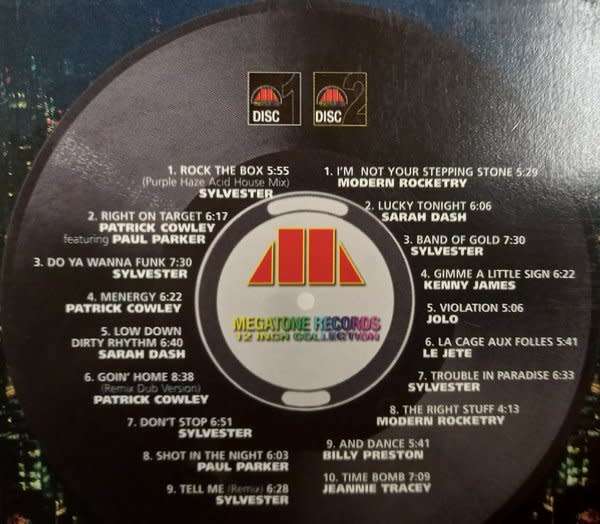 DISC 1
1. ROCK THE BOX 5:55
(Purple Haze Acid House Mix)
SYLVESTER
2. RIGHT ON TARGET 6:17
PATRICK COWLEY
featuring PAUL PARKER
3. DO YA WANNA FUNK 7:30
SYLVESTER
4. MENERGY 6:22
PATRICK COWLEY
5. LOW DOWN
DIRTY RHYTHM 6:40
SARAH DASH
6. GOIN' HOME 8:38
(Remix Dub Version)
PATRICK COWLEY
7. DON'T STOP 6:51
SYLVESTER
8. SHOT IN THE NIGHT 6:03
PAUL PARKER
9. TELL ME (Remix) 6:28
SYLVESTER
MEGATONE RECORDS
12 INCH COLLECTION
DISC 2
1. I'M NOT YOUR STEPPING STONE 5:29
MODERN ROCKETRY
2. LUCKY TONIGHT 6:06
SARAH DASH
3. BAND OF GOLD 7:30
SYLVESTER
4. GIMME A LITTLE SIGN 6:22
KENNY JAMES
5. VIOLATION 5:06
JOLO
6. LA CAGE AUX FOLLES 5:41
LE JETE
7. TROUBLE IN PARADISE 6:33
SYLVESTER
8. THE RIGHT STUFF 4:13
MODERN ROCKETRY
9. AND DANCE 5:41
BILLY PRESTON
10. TIME BOMB 7:09
JEANNIE TRACEY